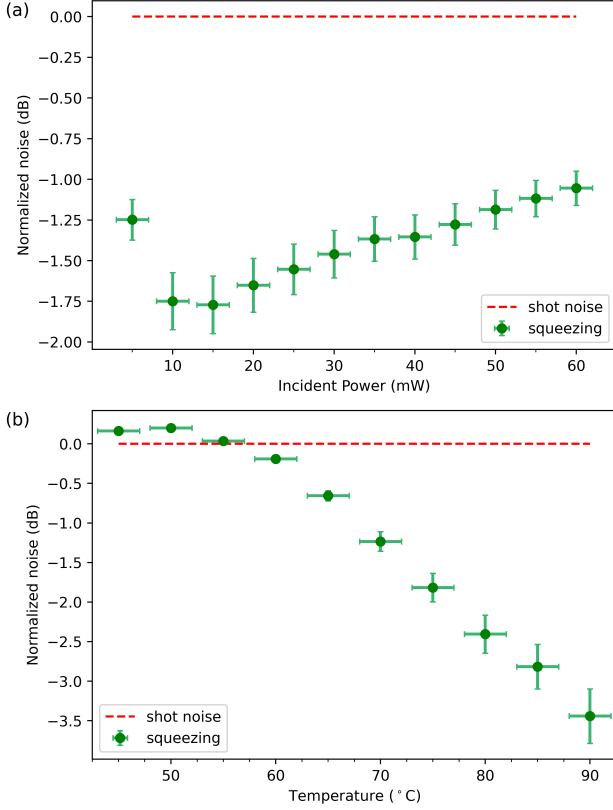 (a)
0.00
−0.25
−0.50
−0.75
−1.00
−1.25
−1.50
−1.75
−2.00
Normalized noise (dB)
shot noise
squeezing
10
20
30
40
50
60
Incident Power (mW)
(b)
0.0
−0.5
−1.0
−1.5
−2.0
−2.5
−3.0
−3.5
Normalized noise (dB)
shot noise
squeezing
50
60
70
80
90
Temperature (°C)